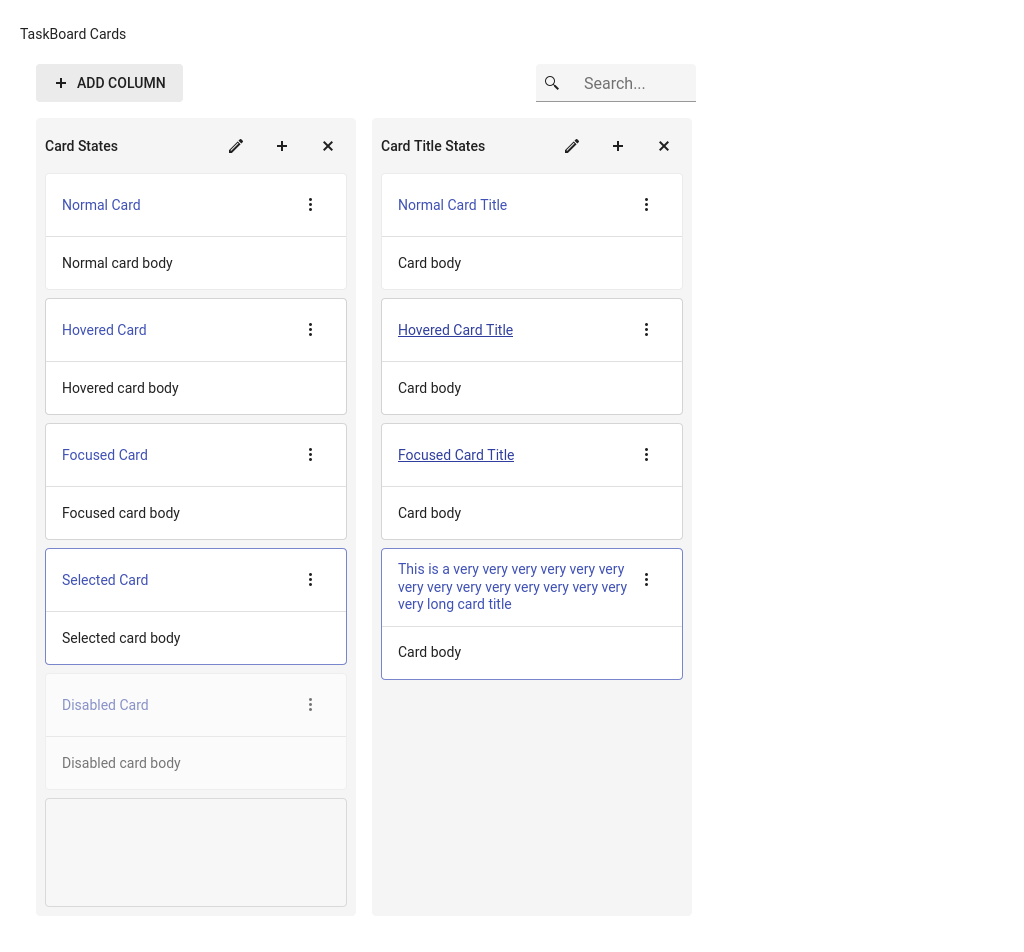 TaskBoard Cards
ADD COLUMN
Search...
Card States
Normal Card
Normal card body
Hovered Card
Hovered card body
Focused Card
Focused card body
Selected Card
Selected card body
Disabled Card
Disabled card body
Card Title States
Normal Card Title
Card body
Hovered Card Title
Card body
Focused Card Title
Card body
This is a very very very very very very
very very very very very very very very
very long card title
Card body